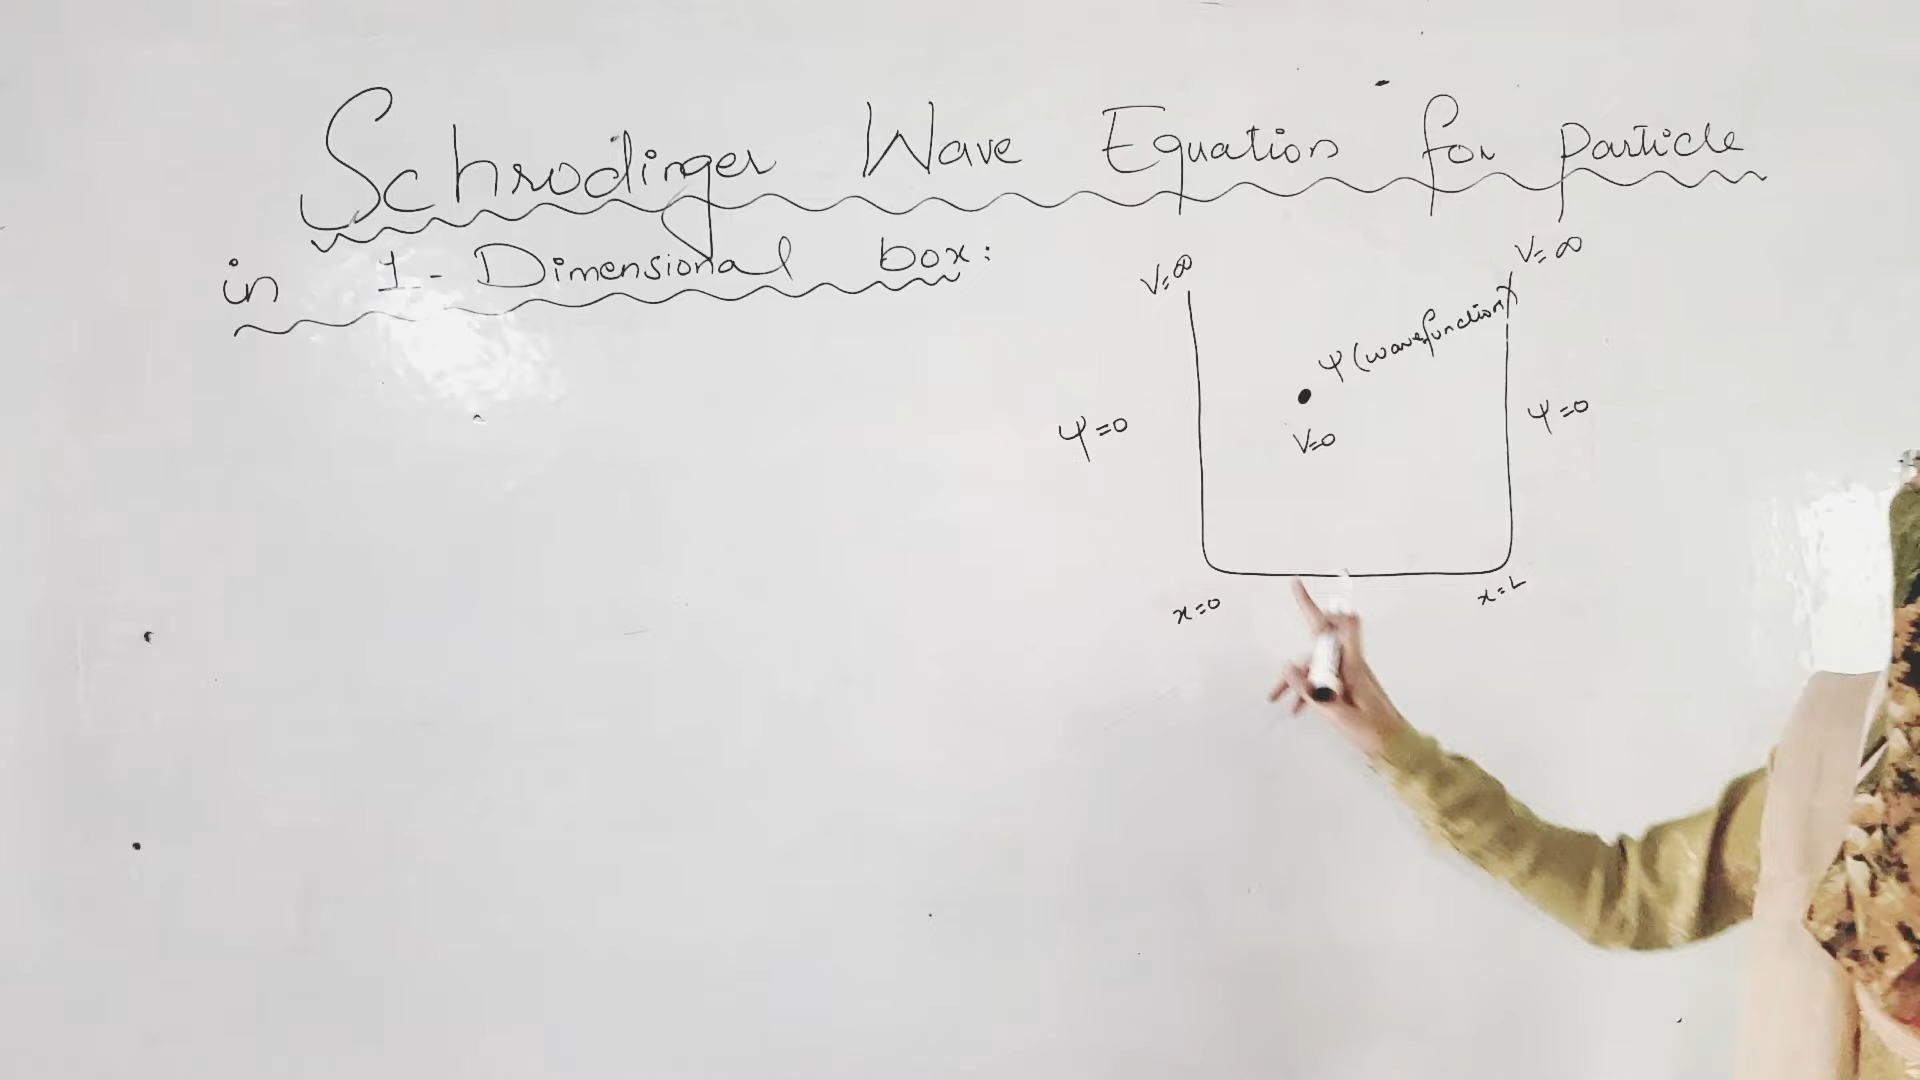 Schrodinger Wave Equation for Particle
in 1-Dimensional box:
V=∞
V=∞
ψ (wavefunction)
ψ=0
ψ=0
V=0
x=0
x=L